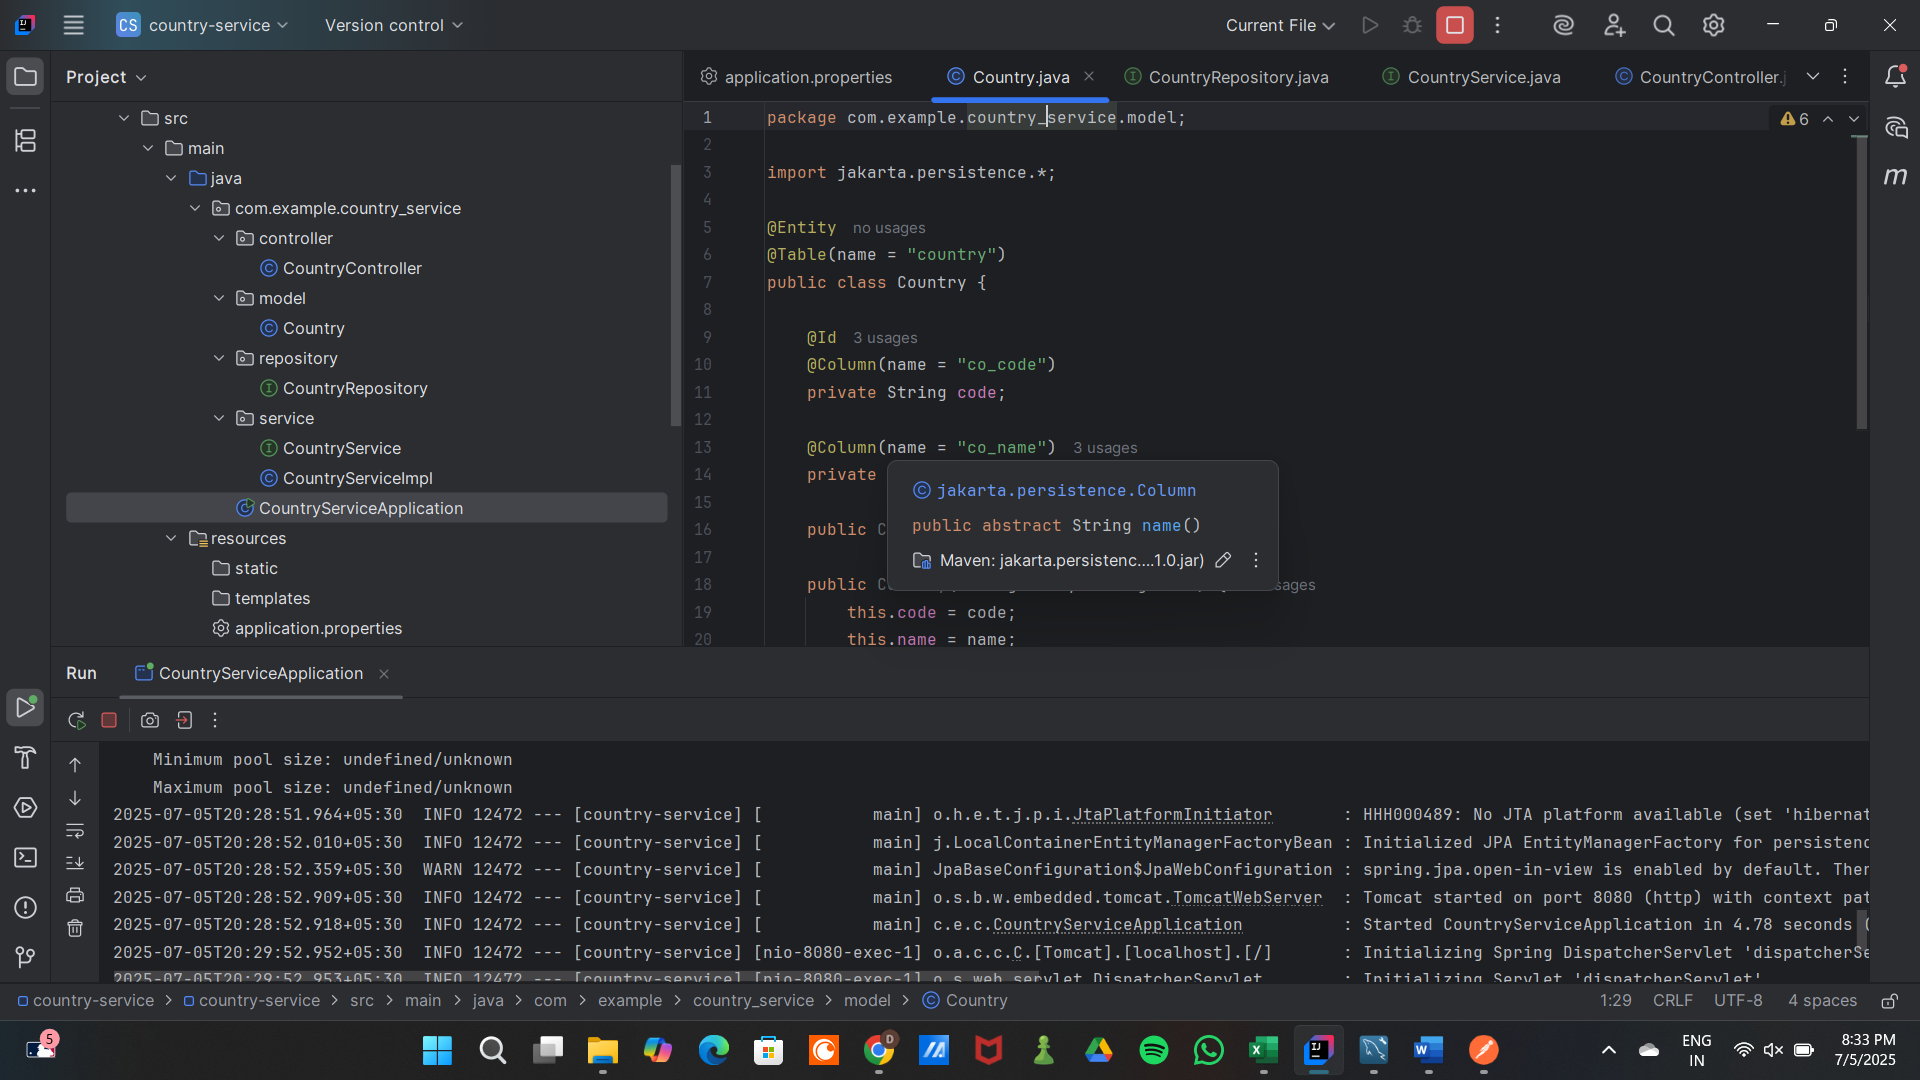 CS country-service Version control Current File
Project
src
main
java
com.example.country_service
controller
CountryController
model
Country
repository
CountryRepository
service
CountryService
CountryServiceImpl
CountryServiceApplication
resources
static
templates
application.properties
application.properties Country.java CountryRepository.java CountryService.java CountryController.j
6
1 package com.example.country_service.model;
2
3 import jakarta.persistence.*;
4
5 @Entity no usages
6 @Table(name = "country")
7 public class Country {
8
9 @Id 3 usages
10 @Column(name = "co_code")
11 private String code;
12
13 @Column(name = "co_name") 3 usages
14 private
15
16 public C
17
18 public C sages
19 this.code = code;
20 this.name = name;
jakarta.persistence.Column
public abstract String name()
Maven: jakarta.persistenc....1.0.jar)
m
Run CountryServiceApplication
Minimum pool size: undefined/unknown
Maximum pool size: undefined/unknown
2025-07-05T20:28:51.964+05:30 INFO 12472 --- [country-service] [ main] o.h.e.t.j.p.i.JtaPlatformInitiator : HHH000489: No JTA platform available (set 'hibernat
2025-07-05T20:28:52.010+05:30 INFO 12472 --- [country-service] [ main] j.LocalContainerEntityManagerFactoryBean : Initialized JPA EntityManagerFactory for persistenc
2025-07-05T20:28:52.359+05:30 WARN 12472 --- [country-service] [ main] JpaBaseConfiguration$JpaWebConfiguration : spring.jpa.open-in-view is enabled by default. Ther
2025-07-05T20:28:52.909+05:30 INFO 12472 --- [country-service] [ main] o.s.b.w.embedded.tomcat.TomcatWebServer : Tomcat started on port 8080 (http) with context pat
2025-07-05T20:28:52.918+05:30 INFO 12472 --- [country-service] [ main] c.e.c.CountryServiceApplication : Started CountryServiceApplication in 4.78 seconds (
2025-07-05T20:29:52.952+05:30 INFO 12472 --- [country-service] [nio-8080-exec-1] o.a.c.c.C.[Tomcat].[localhost].[/] : Initializing Spring DispatcherServlet 'dispatcherSe
2025-07-05T20:29:52.953+05:30 INFO 12472 --- [country-service] [nio-8080-exec-1] o.s.web.servlet.DispatcherServlet : Initializing Servlet 'dispatcherServlet'
country-service > country-service > src > main > java > com > example > country_service > model > Country 1:29 CRLF UTF-8 4 spaces
5
ENG
IN
8:33 PM
7/5/2025